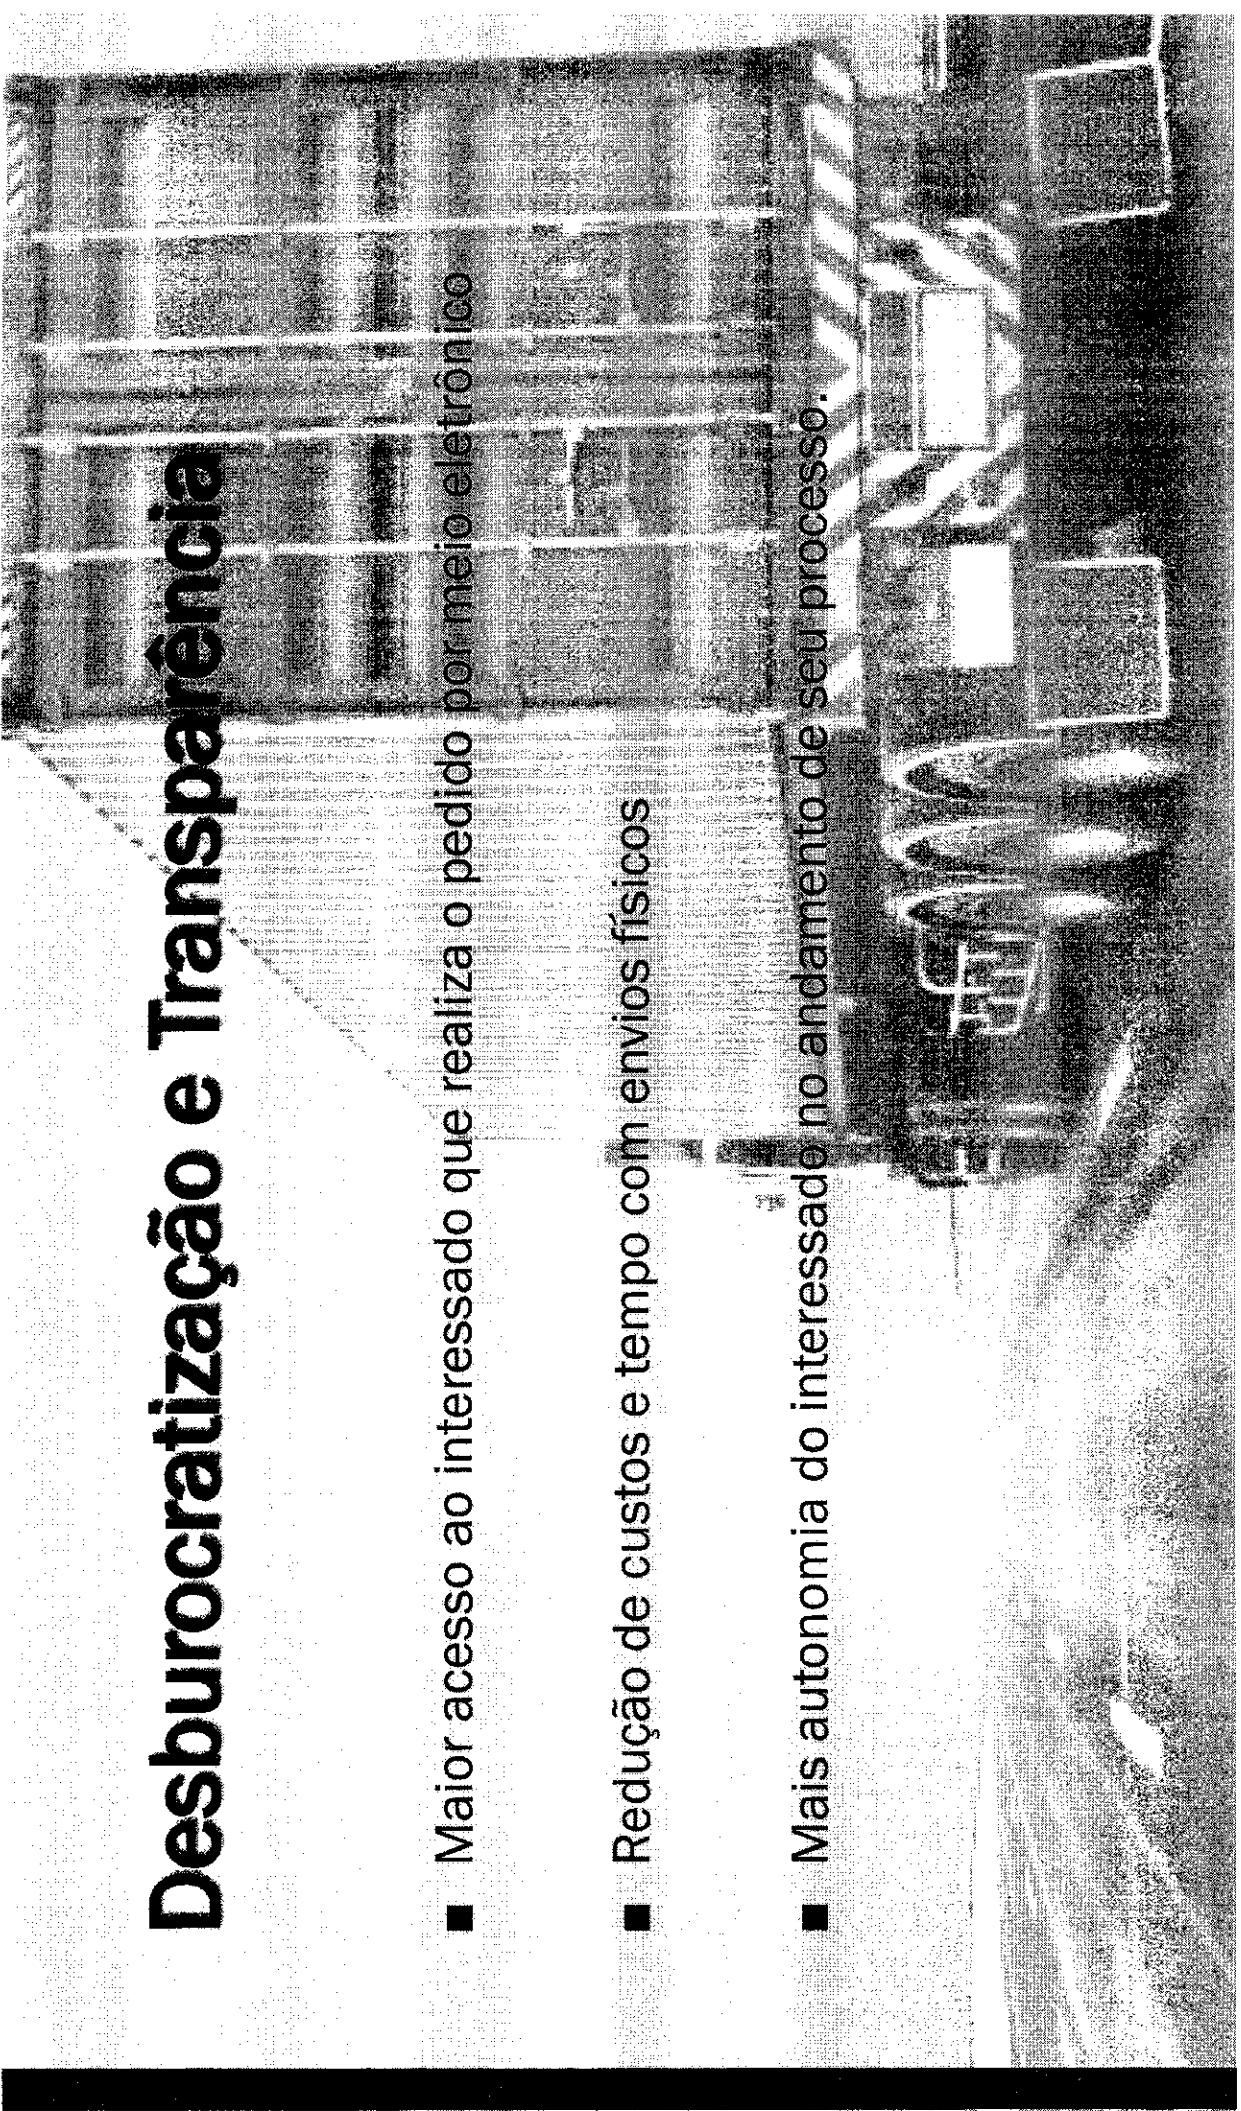 Desburocratização e Transparência
■ Maior acesso ao interessado que realiza o pedido por meio eletrônico
■ Redução de custos e tempo com envios físicos
■ Mais autonomia do interessado no andamento de seu processo.